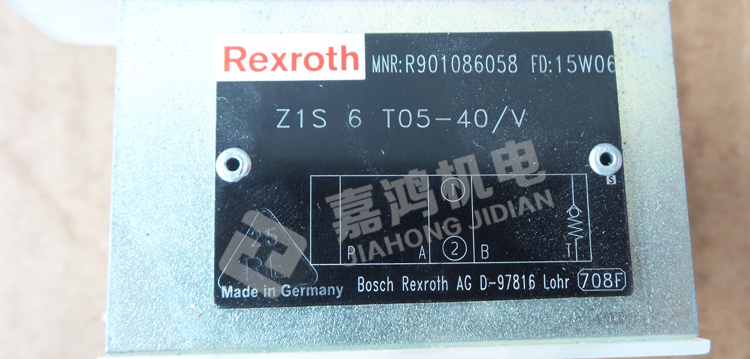 Rexroth MNR:R901086058 FD:15W06
Z1S 6 T05-40/V
S
1
嘉鸿机电
JIAHONG JIDIAN
P A 2 B T
Made in Germany Bosch Rexroth AG D-97816 Lohr 708F